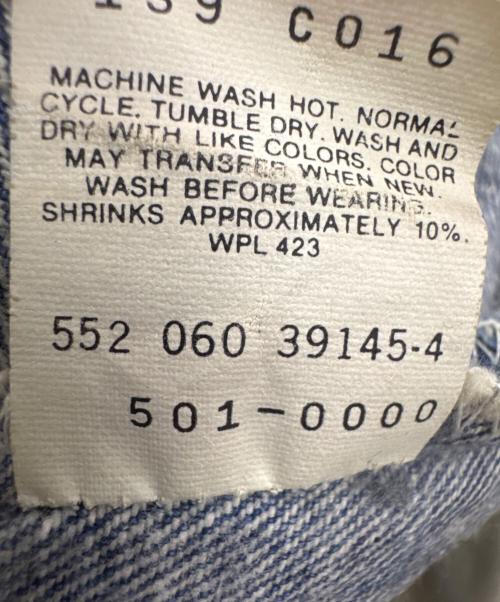 139 C016
MACHINE WASH HOT. NORMAL
CYCLE. TUMBLE DRY. WASH AND
DRY WITH LIKE COLORS. COLOR
MAY TRANSFER WHEN NEW.
WASH BEFORE WEARING.
SHRINKS APPROXIMATELY 10%.
WPL 423
552 060 39145-4
501-0000